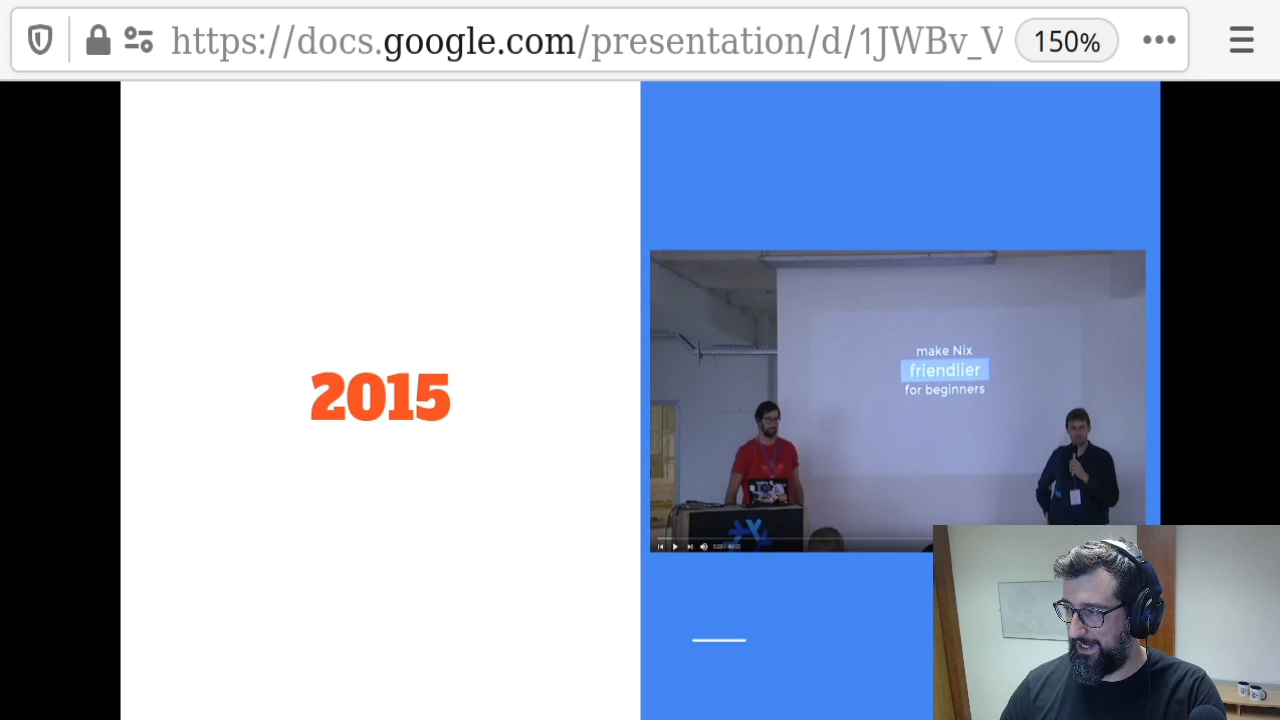 https://docs.google.com/presentation/d/1JWBv_V
150%
2015
make Nix
friendlier
for beginners